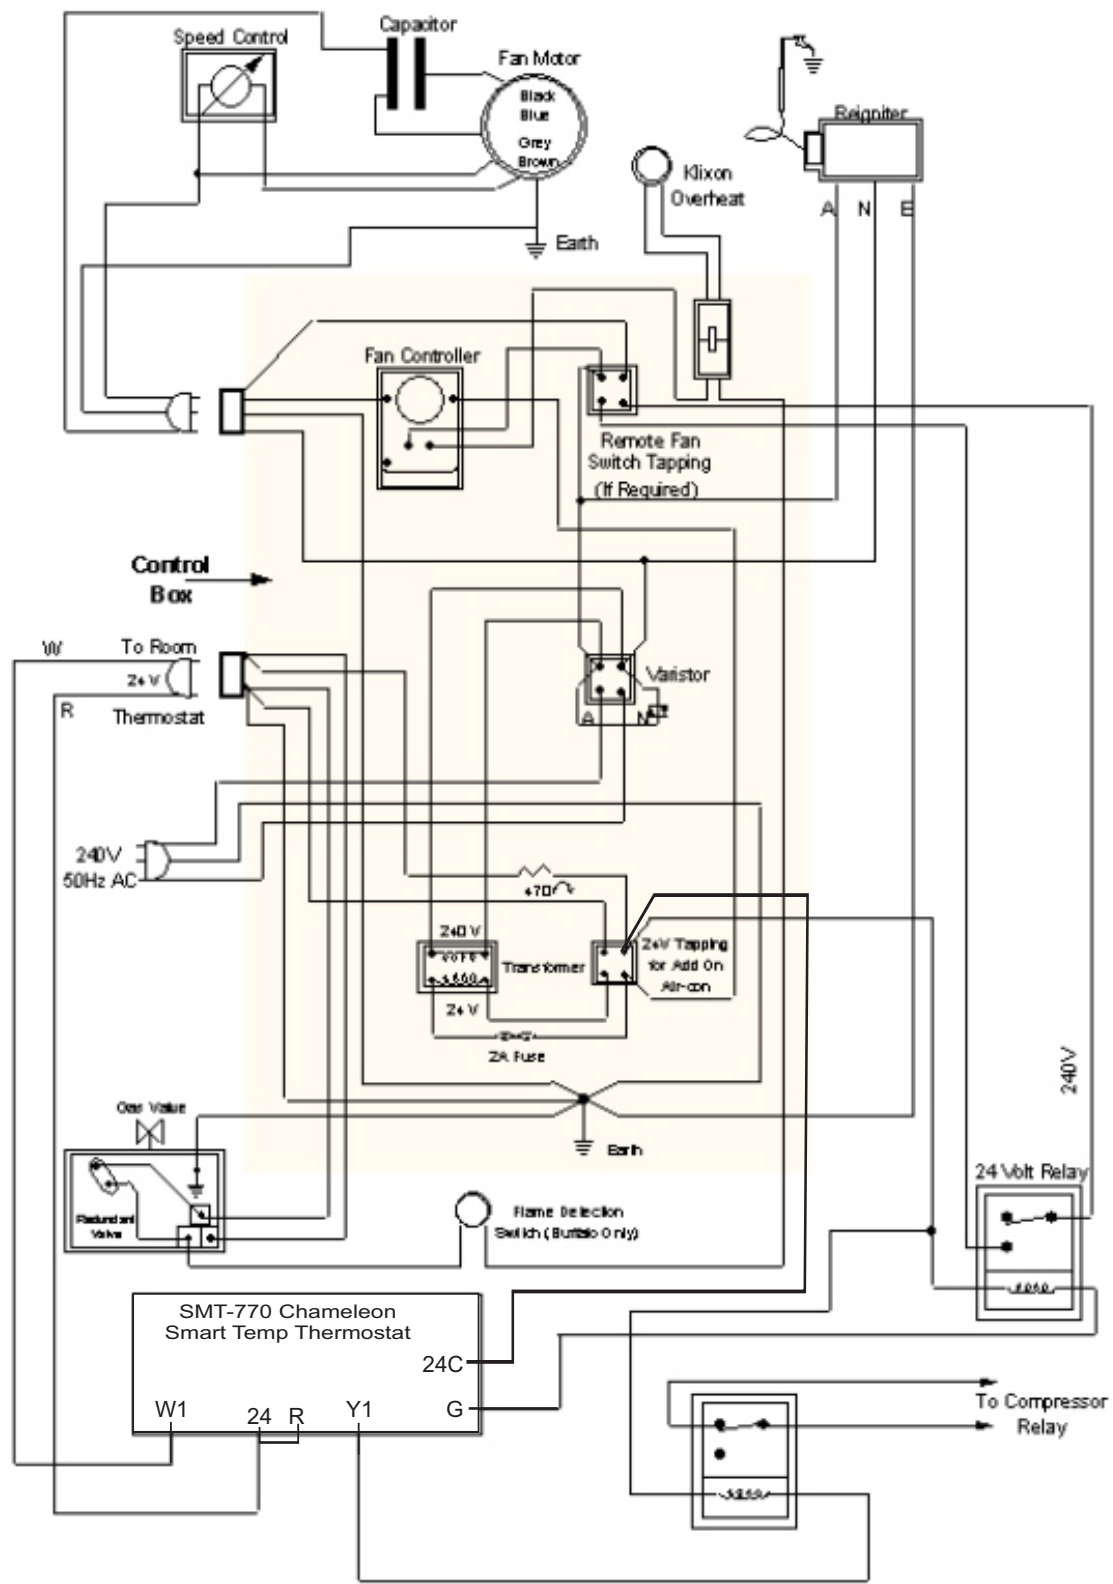 Capacitor
Speed Control
Fan Motor
Black
Blue
Grey
Brown
Reigniter
Klixon
Overheat
A N E
Earth
Fan Controller
Remote Fan
Switch Tapping
(If Required)
Control
Box
W
To Room
24 V
R
Thermostat
Varistor
A N
240V
50Hz AC
470
240 V
Transformer
24V Tapping
for Add On
Air-con
24 V
2A Fuse
240V
Gas Value
Earth
24 Volt Relay
Redundant
Valve
Flame Detection
Switch (Buffalo Only)
SMT-770 Chameleon
Smart Temp Thermostat
24C
W1 24 R Y1 G
To Compressor
Relay